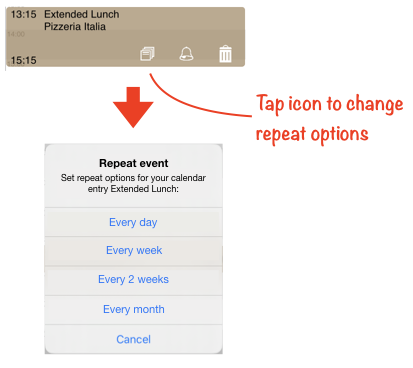 13:15 Extended Lunch
Pizzeria Italia
14:00
15:15
Tap icon to change
repeat options
Repeat event
Set repeat options for your calendar
entry Extended Lunch:
Every day
Every week
Every 2 weeks
Every month
Cancel